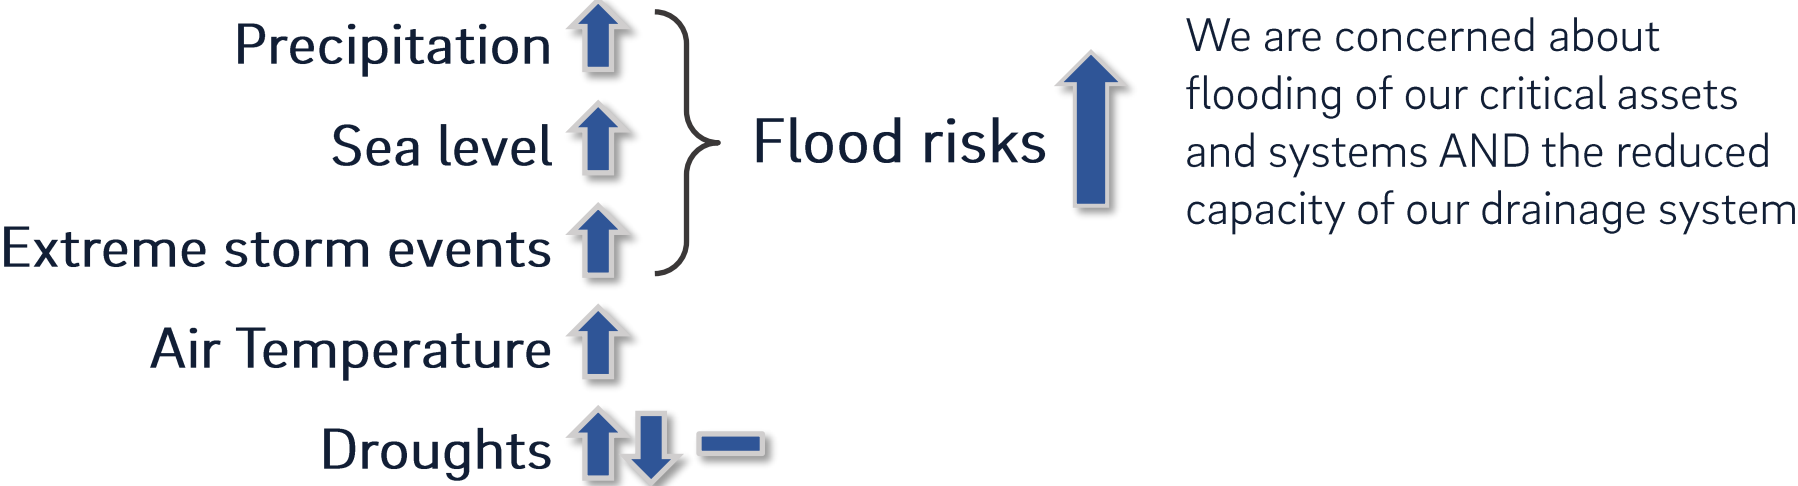 Precipitation
Sea level
Extreme storm events
Air Temperature
Droughts
Flood risks
We are concerned about
flooding of our critical assets
and systems AND the reduced
capacity of our drainage system